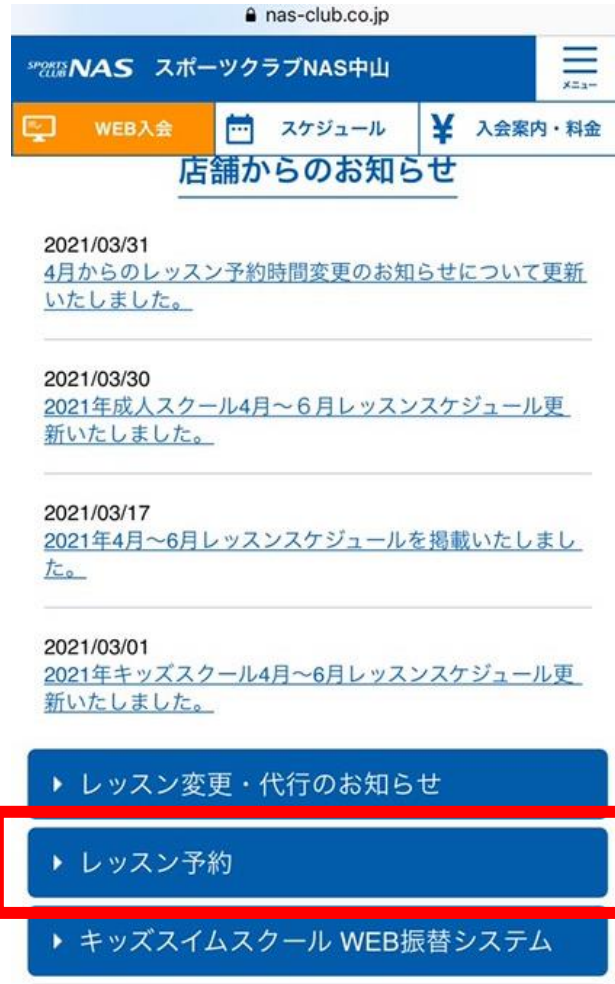 nas-club.co.jp
SPORTS CLUB NAS スポーツクラブNAS中山
メニュー
WEB入会 スケジュール ¥ 入会案内・料金
店舗からのお知らせ
2021/03/31
4月からのレッスン予約時間変更のお知らせについて更新
いたしました。
2021/03/30
2021年成人スクール4月～６月レッスンスケジュール更
新いたしました。
2021/03/17
2021年4月～6月レッスンスケジュールを掲載いたしまし
た。
2021/03/01
2021年キッズスクール4月～6月レッスンスケジュール更
新いたしました。
レッスン変更・代行のお知らせ
レッスン予約
キッズスイムスクール WEB振替システム